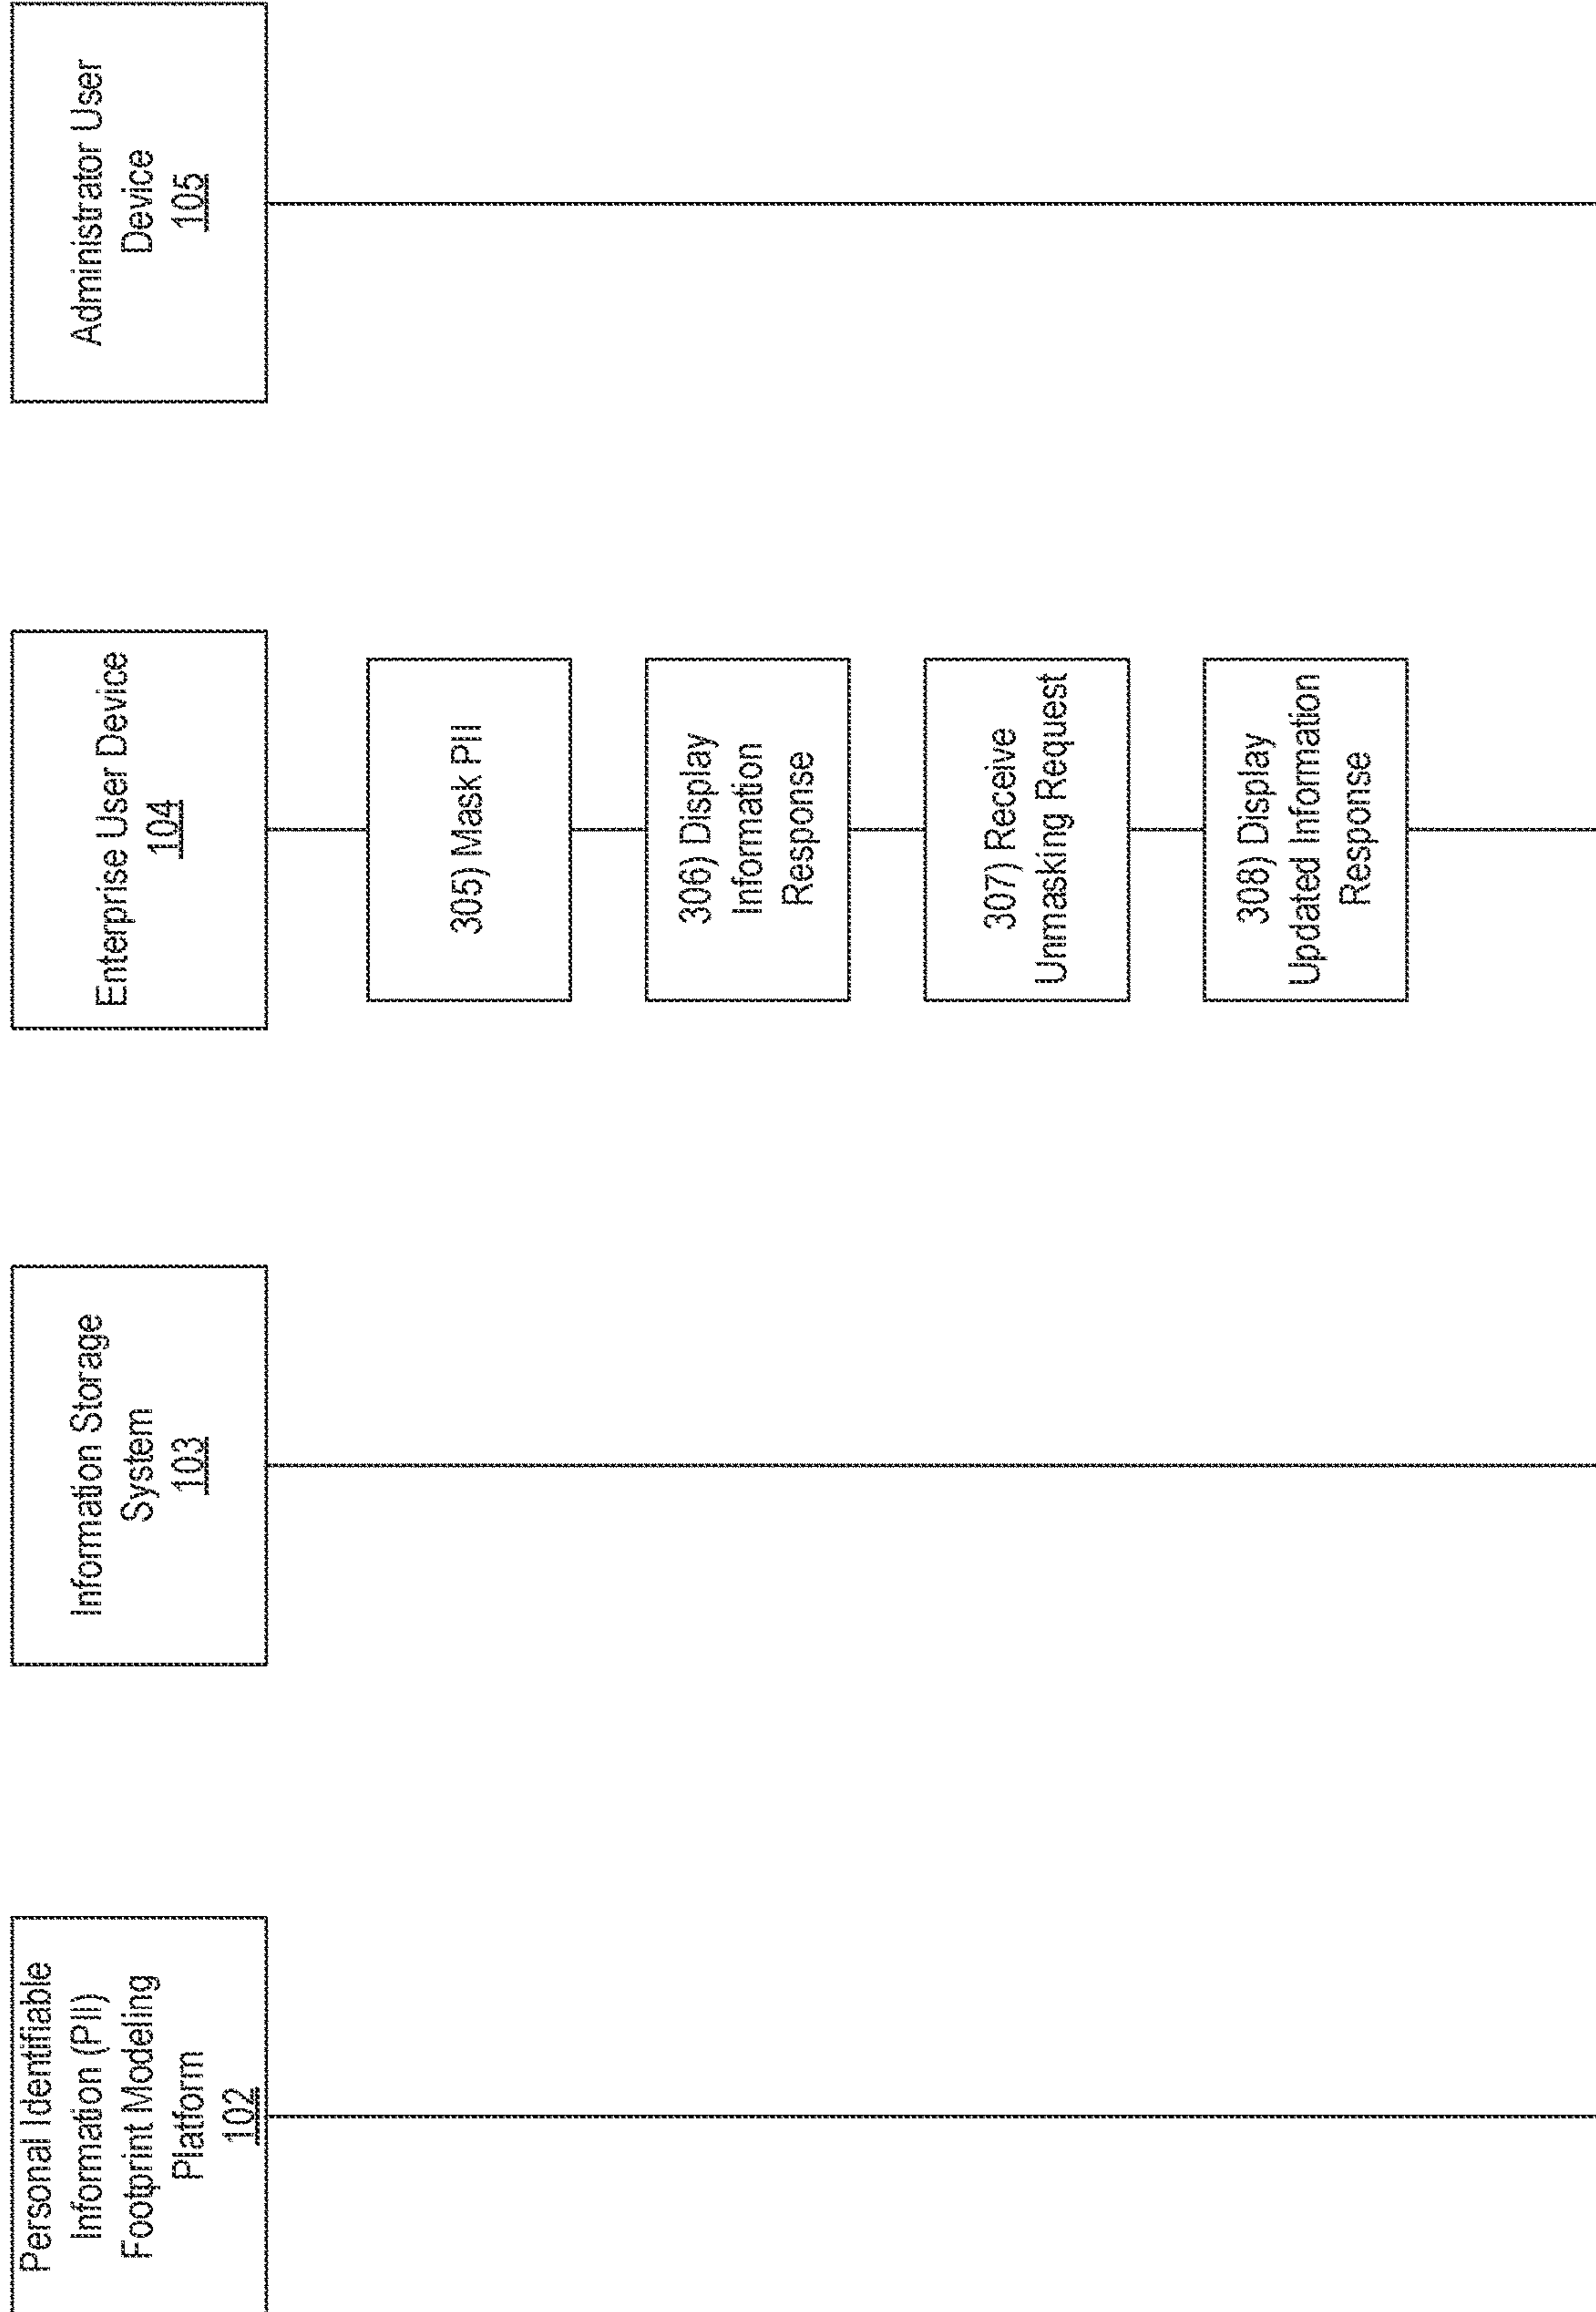 Personal Identifiable
Information (PII)
Footprint Modeling
Platform
102
Information Storage
System
103
Enterprise User Device
104
Administrator User
Device
105
305) Mask PII
306) Display
Information
Response
307) Receive
Unmasking Request
308) Display
Updated Information
Response